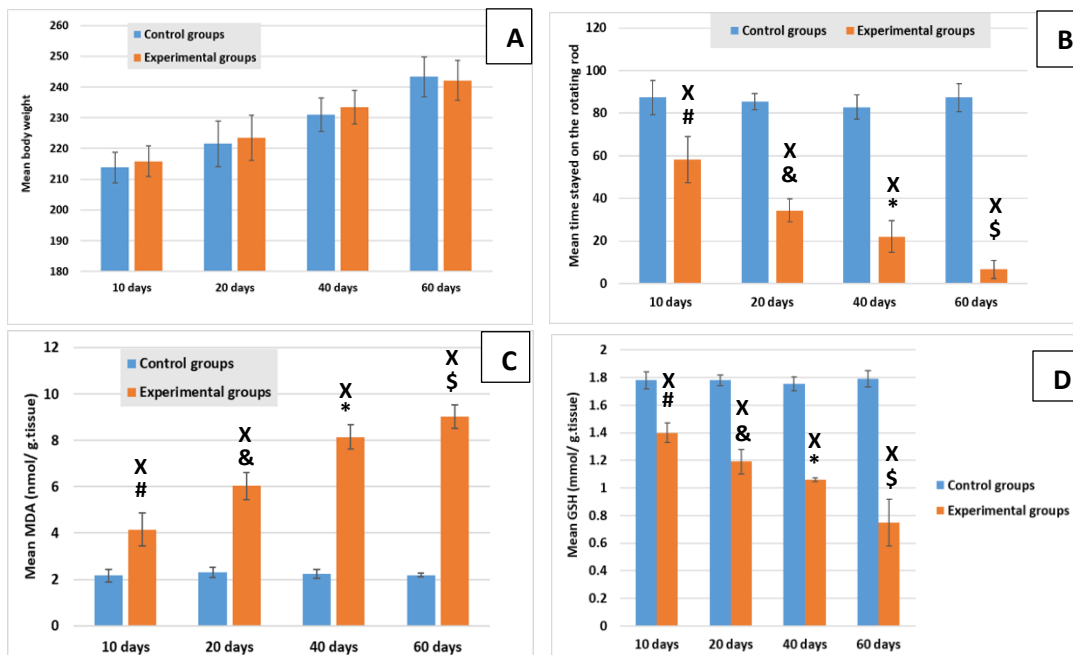 A
Control groups
Experimental groups
Mean body weight
260
250
240
230
220
210
200
190
180
10 days 20 days 40 days 60 days
B
Control groups Experimental groups
Mean time stayed on the rotating rod
120
100
80
60
40
20
0
X
#
X
&
X
*
X
$
10 days 20 days 40 days 60 days
C
Control groups
Experimental groups
Mean MDA (nmol/ g.tissue)
12
10
8
6
4
2
0
X
#
X
&
X
*
X
$
10 days 20 days 40 days 60 days
D
Mean GSH (mmol/ g.tissue)
2
1.8
1.6
1.4
1.2
1
0.8
0.6
0.4
0.2
0
X
#
X
&
X
*
X
$
Control groups
Experimental groups
10 days 20 days 40 days 60 days